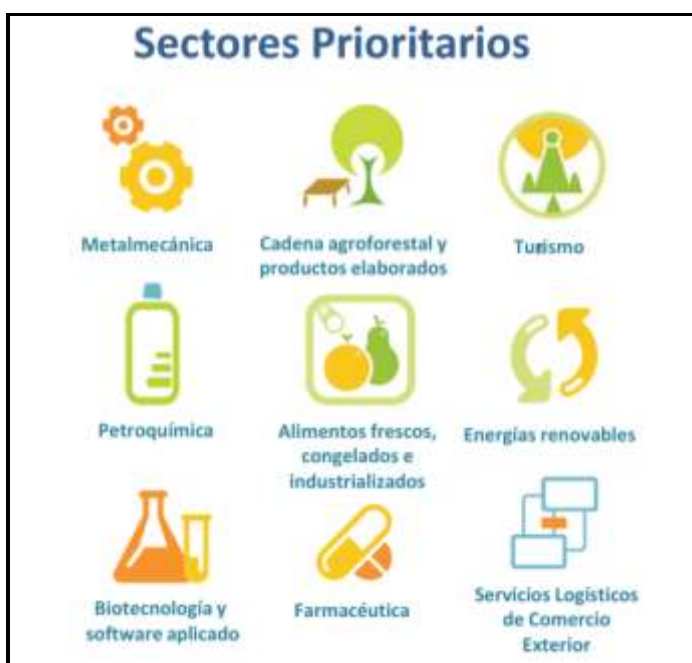 Sectores Prioritarios
Metalmecánica
Cadena agroforestal y
productos elaborados
Turismo
Petroquímica
Alimentos frescos,
congelados e
industrializados
Energías renovables
Biotecnología y
software aplicado
Farmacéutica
Servicios Logísticos
de Comercio
Exterior